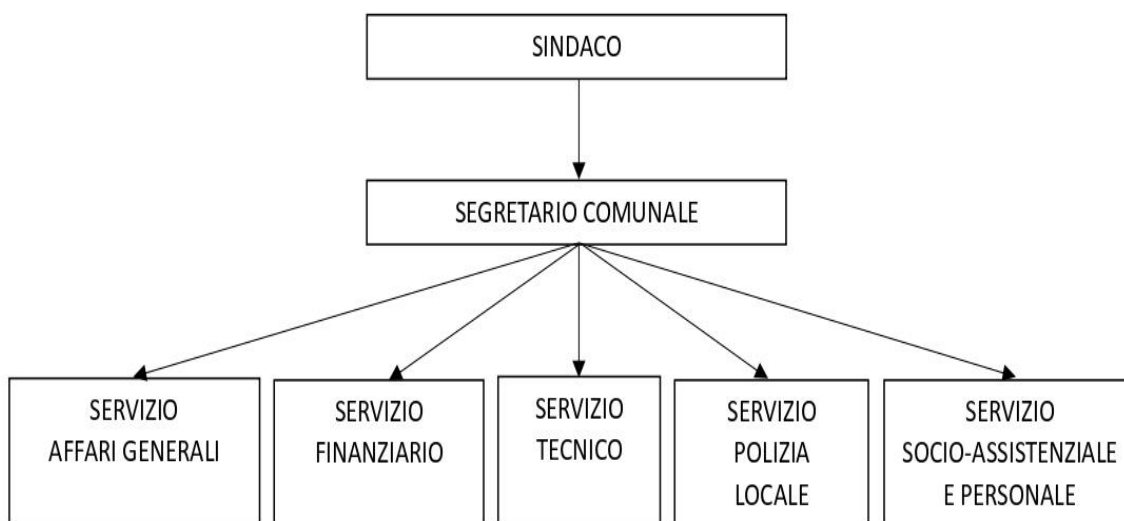 SINDACO
SEGRETARIO COMUNALE
SERVIZIO
AFFARI GENERALI
SERVIZIO
FINANZIARIO
SERVIZIO
TECNICO
SERVIZIO
POLIZIA
LOCALE
SERVIZIO
SOCIO-ASSISTENZIALE
E PERSONALE